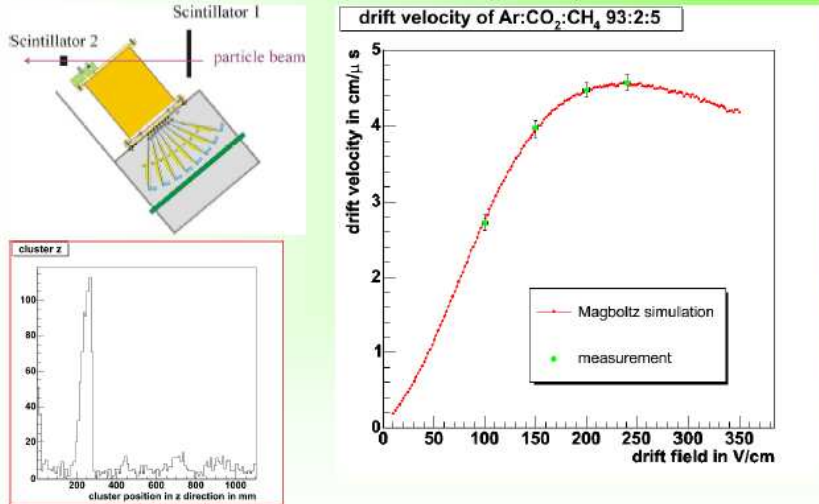 Scintillator 1
Scintillator 2
particle beam
cluster z
100
80
60
40
20
0
200 400 600 800 1000
cluster position in z direction in mm
drift velocity of Ar:CO₂:CH₄ 93:2:5
drift velocity in cm/μ s
5
4
3
2
1
0
Magboltz simulation
measurement
0 50 100 150 200 250 300 350
drift field in V/cm